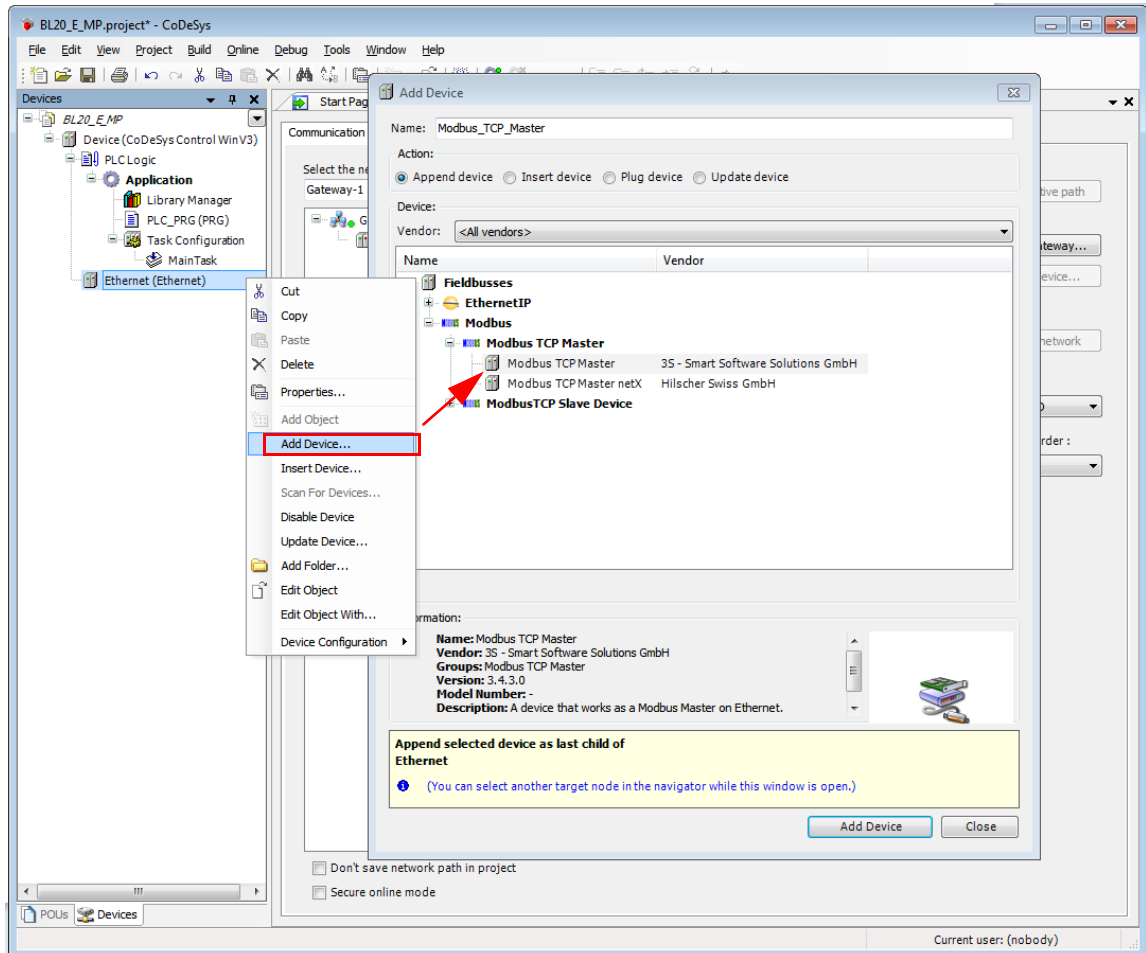 BL20_E_MP.project* - CoDeSys
File Edit View Project Build Online Debug Tools Window Help
Devices
BL20_E_MP
Device (CoDeSys Control Win V3)
PLC Logic
Application
Library Manager
PLC_PRG (PRG)
Task Configuration
MainTask
Ethernet (Ethernet)
POUs Devices
Start Pag
Communication
Select the ne
Gateway-1
G
tive path
teway...
evice...
network
rder :
Don't save network path in project
Secure online mode
Cut
Copy
Paste
Delete
Properties...
Add Object
Add Device...
Insert Device...
Scan For Devices...
Disable Device
Update Device...
Add Folder...
Edit Object
Edit Object With...
Device Configuration
Add Device
Name: Modbus_TCP_Master
Action:
Append device Insert device Plug device Update device
Device:
Vendor: <All vendors>
Name Vendor
Fieldbusses
EthernetIP
Modbus
Modbus TCP Master
Modbus TCP Master 3S - Smart Software Solutions GmbH
Modbus TCP Master netX Hilscher Swiss GmbH
ModbusTCP Slave Device
ormation:
Name: Modbus TCP Master
Vendor: 3S - Smart Software Solutions GmbH
Groups: Modbus TCP Master
Version: 3.4.3.0
Model Number: -
Description: A device that works as a Modbus Master on Ethernet.
Append selected device as last child of
Ethernet
(You can select another target node in the navigator while this window is open.)
Add Device Close
Current user: (nobody)